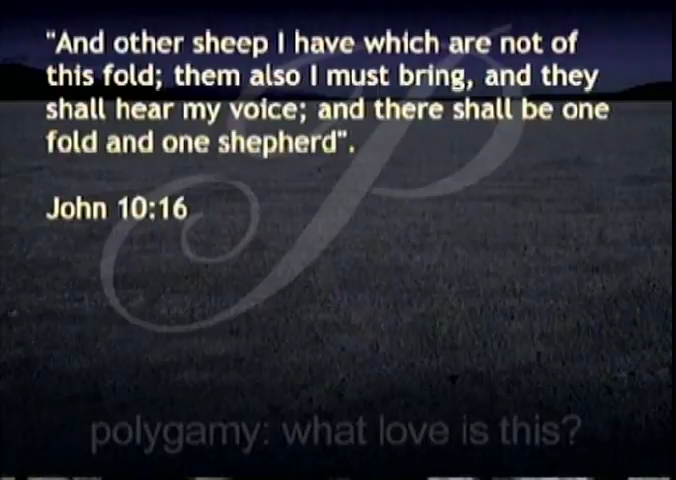 "And other sheep I have which are not of
this fold; them also I must bring, and they
shall hear my voice; and there shall be one
fold and one shepherd".
John 10:16
P
polygamy: what love is this?